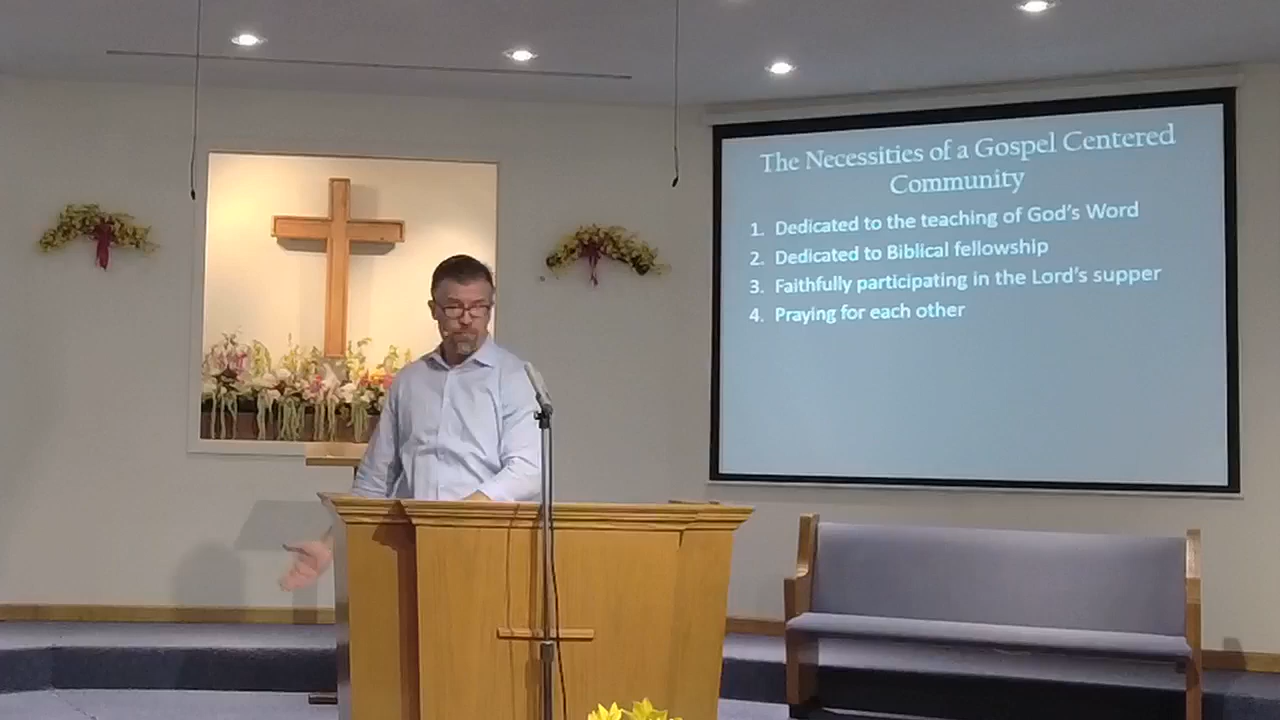 The Necessities of a Gospel Centered
Community
1. Dedicated to the teaching of God's Word
2. Dedicated to Biblical fellowship
3. Faithfully participating in the Lord's supper
4. Praying for each other